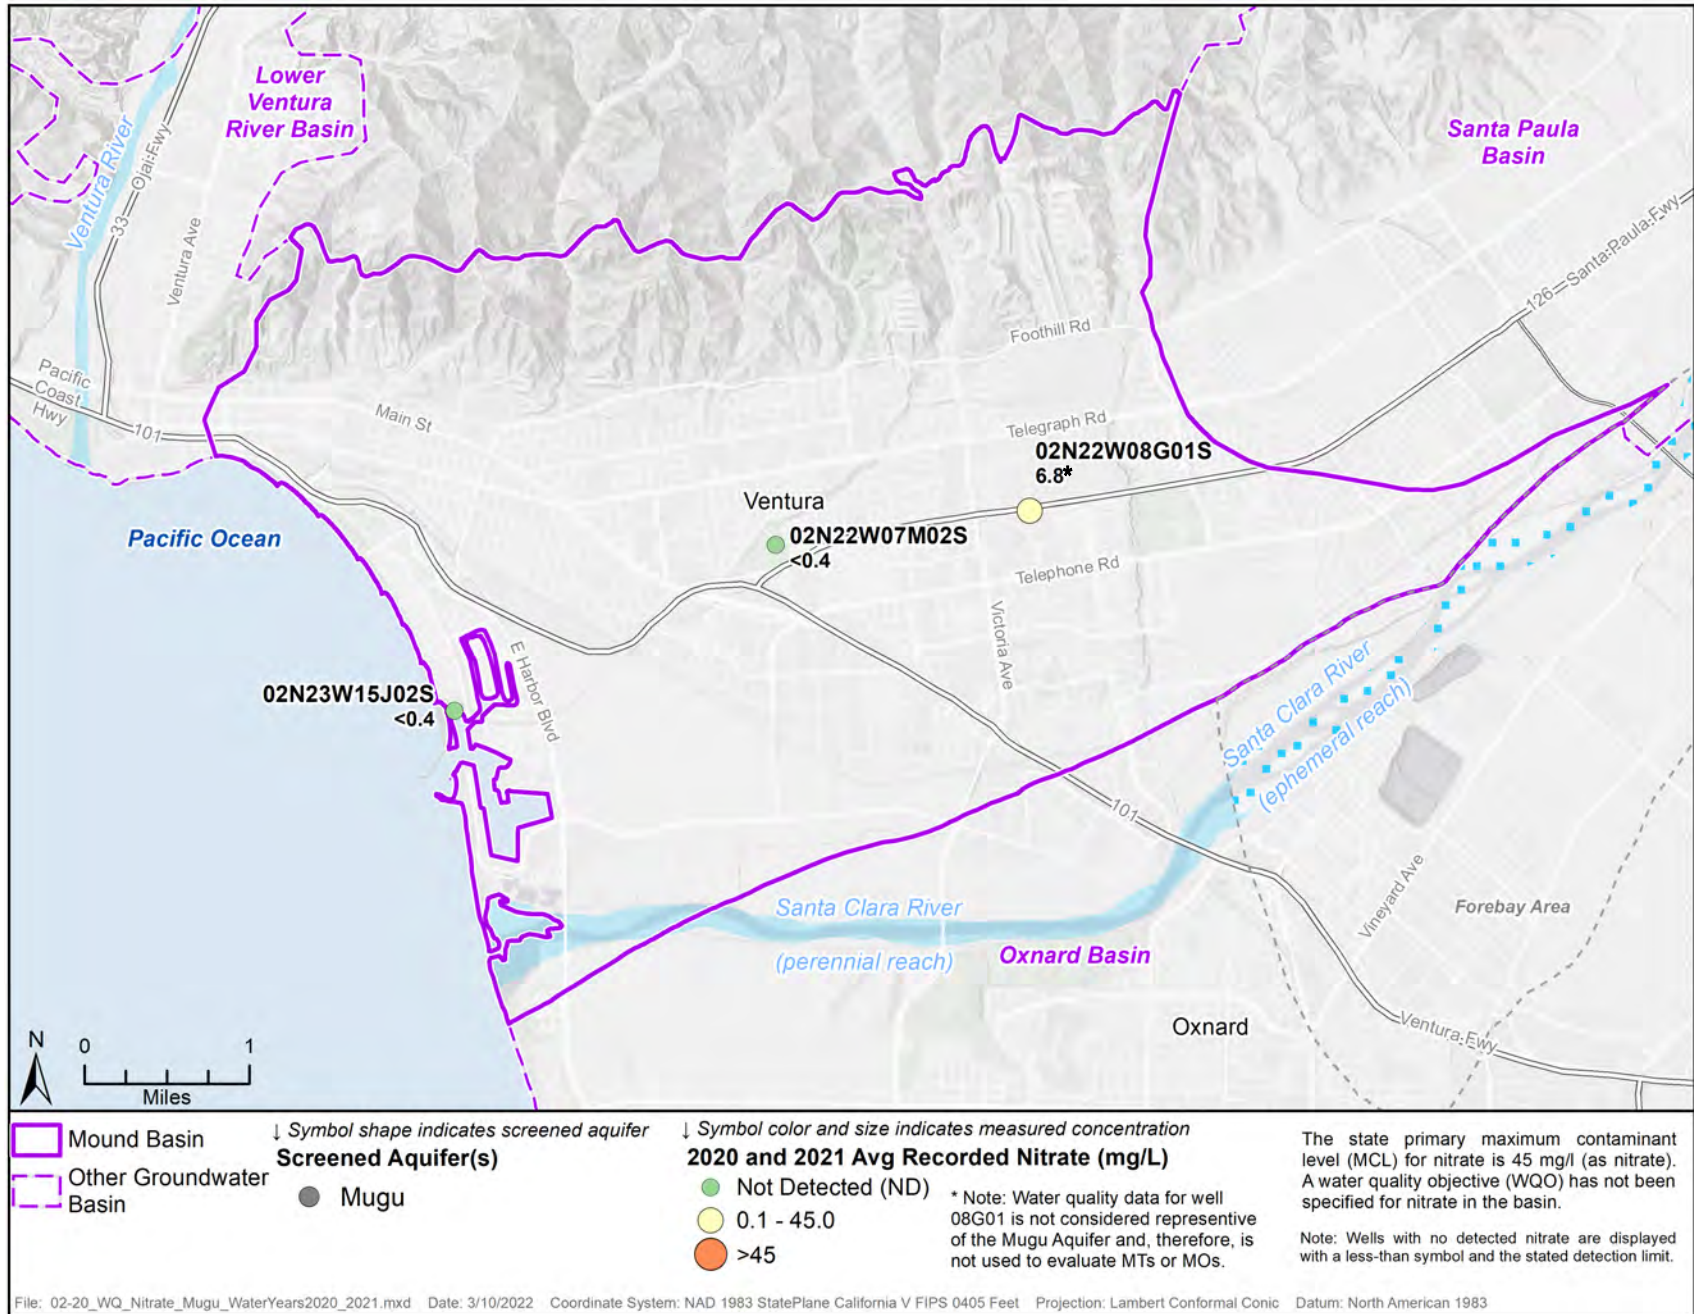 Lower
Ventura
River Basin
Santa Paula
Basin
Ventura River
33
Ojai Fwy
Ventura Ave
126
Santa Paula Fwy
Foothill Rd
Pacific
Coast
Hwy
101
Main St
Telegraph Rd
02N22W08G01S
6.8*
Ventura
Pacific Ocean
02N22W07M02S
<0.4
Telephone Rd
Victoria Ave
E Harbor Blvd
02N23W15J02S
<0.4
Santa Clara River
(ephemeral reach)
101
Vineyard Ave
Forebay Area
Santa Clara River
(perennial reach)
Oxnard Basin
Oxnard
Ventura Fwy
N
0 1
Miles
Mound Basin
Other Groundwater
Basin
↓ Symbol shape indicates screened aquifer
Screened Aquifer(s)
Mugu
↓ Symbol color and size indicates measured concentration
2020 and 2021 Avg Recorded Nitrate (mg/L)
Not Detected (ND)
0.1 - 45.0
>45
* Note: Water quality data for well
08G01 is not considered representive
of the Mugu Aquifer and, therefore, is
not used to evaluate MTs or MOs.
The state primary maximum contaminant
level (MCL) for nitrate is 45 mg/l (as nitrate).
A water quality objective (WQO) has not been
specified for nitrate in the basin.
Note: Wells with no detected nitrate are displayed
with a less-than symbol and the stated detection limit.
File: 02-20_WQ_Nitrate_Mugu_WaterYears2020_2021.mxd Date: 3/10/2022 Coordinate System: NAD 1983 StatePlane California V FIPS 0405 Feet Projection: Lambert Conformal Conic Datum: North American 1983